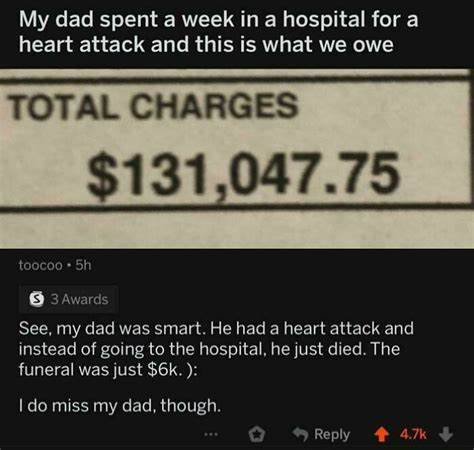 My dad spent a week in a hospital for a
heart attack and this is what we owe
TOTAL CHARGES
$131,047.75
toocoo • 5h
S 3 Awards
See, my dad was smart. He had a heart attack and
instead of going to the hospital, he just died. The
funeral was just $6k. ):
I do miss my dad, though.
... Reply 4.7k